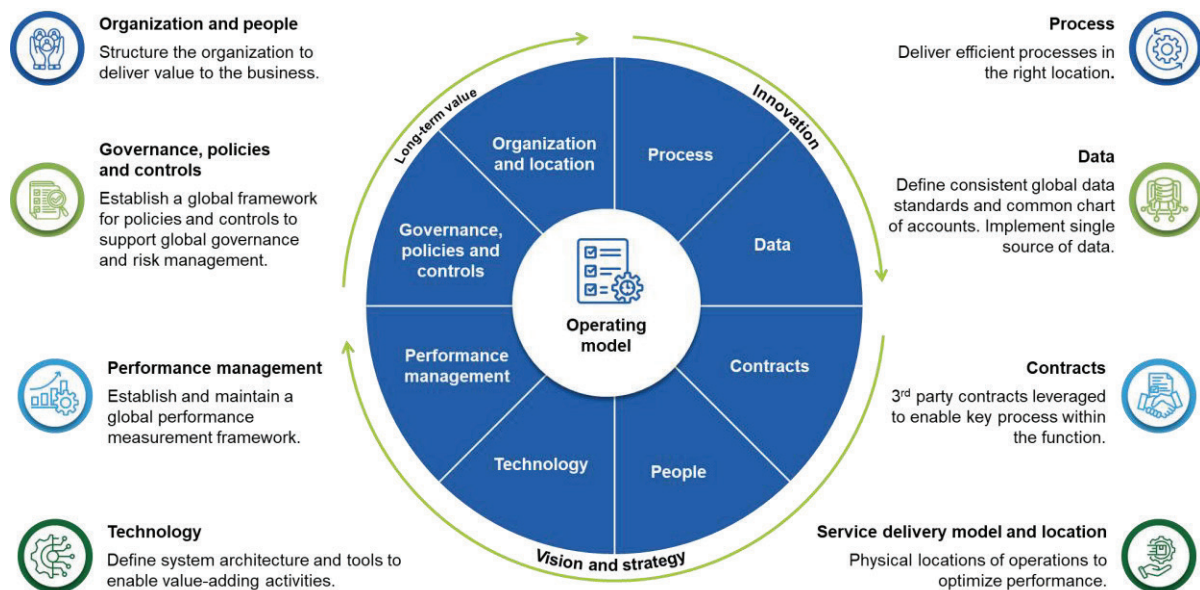 Organization and people
Structure the organization to
deliver value to the business.
Governance, policies
and controls
Establish a global framework
for policies and controls to
support global governance
and risk management.
Performance management
Establish and maintain a
global performance
measurement framework.
Technology
Define system architecture and tools to
enable value-adding activities.
Long-term value
Innovation
Vision and strategy
Organization
and location
Process
Governance,
policies and
controls
Data
Operating
model
Performance
management
Contracts
Technology
People
Process
Deliver efficient processes in
the right location.
Data
Define consistent global data
standards and common chart
of accounts. Implement single
source of data.
Contracts
3rd party contracts leveraged
to enable key process within
the function.
Service delivery model and location
Physical locations of operations to
optimize performance.